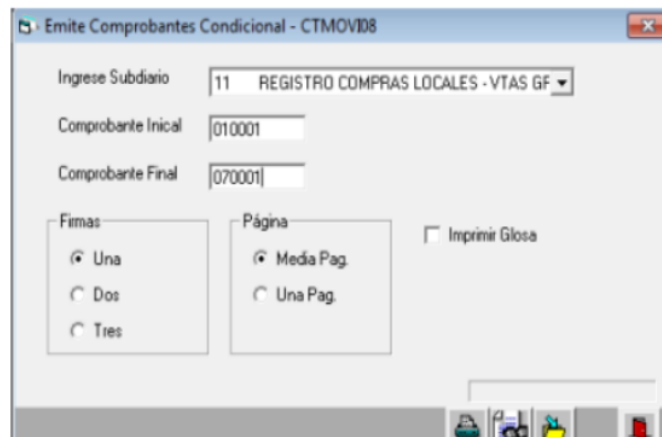 Emite Comprobantes Condicional - CTMOVI08
Ingrese Subdiario 11 REGISTRO COMPRAS LOCALES - VTAS GF
Comprobante Inical 010001
Comprobante Final 070001
Firmas
Una
Dos
Tres
Página
Media Pag.
Una Pag.
Imprimir Glosa